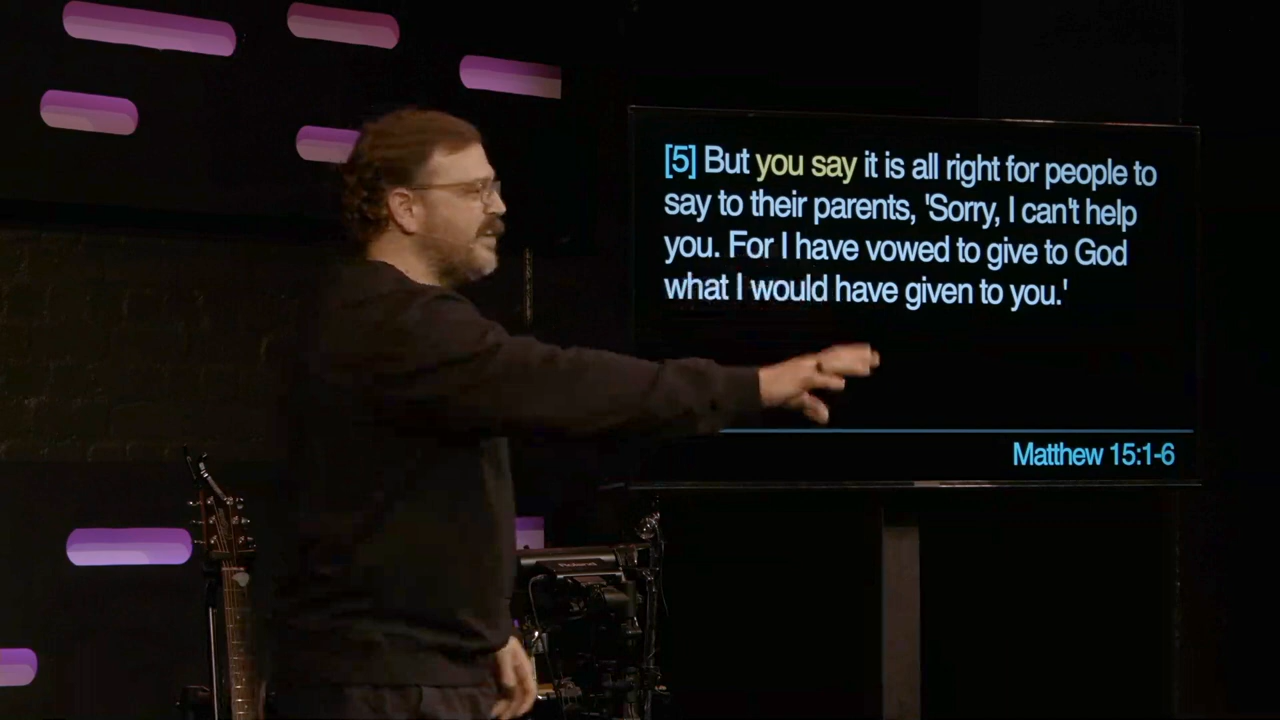 [5] But you say it is all right for people to
say to their parents, 'Sorry, I can't help
you. For I have vowed to give to God
what I would have given to you.'
Matthew 15:1-6
Roland